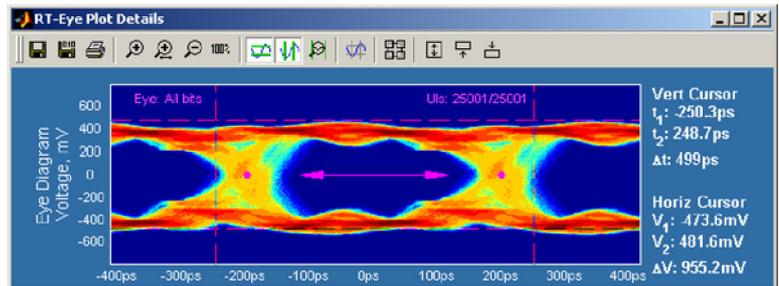 RT-Eye Plot Details
100%
Eye: All bits
UIs: 25001/25001
Eye Diagram
Voltage, mV
600
400
200
0
-200
-400
-600
-400ps -300ps -200ps -100ps 0ps 100ps 200ps 300ps 400ps
Vert Cursor
t1: -250.3ps
t2: 248.7ps
Δt: 499ps
Horiz Cursor
V1: -473.6mV
V2: 481.6mV
ΔV: 955.2mV